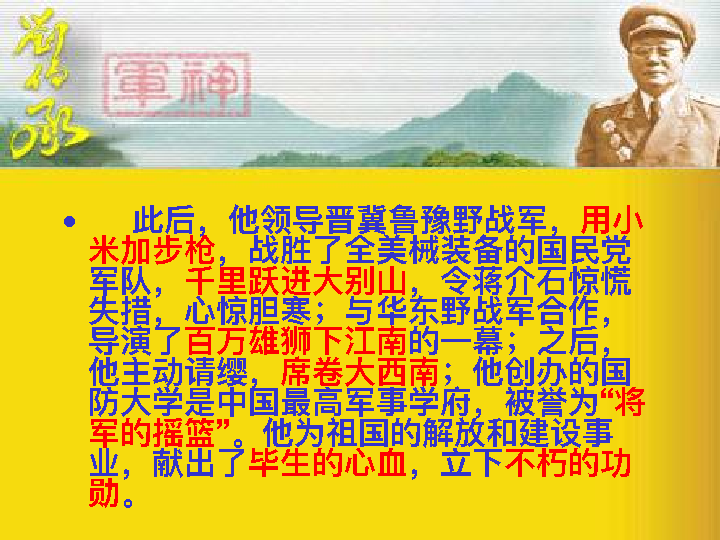 劉伯承
軍神
• 此后，他领导晋冀鲁豫野战军，用小
米加步枪，战胜了全美械装备的国民党
军队，千里跃进大别山，令蒋介石惊慌
失措，心惊胆寒；与华东野战军合作，
导演了百万雄狮下江南的一幕；之后，
他主动请缨，席卷大西南；他创办的国
防大学是中国最高军事学府，被誉为“将
军的摇篮”。他为祖国的解放和建设事
业，献出了毕生的心血，立下不朽的功
勋。